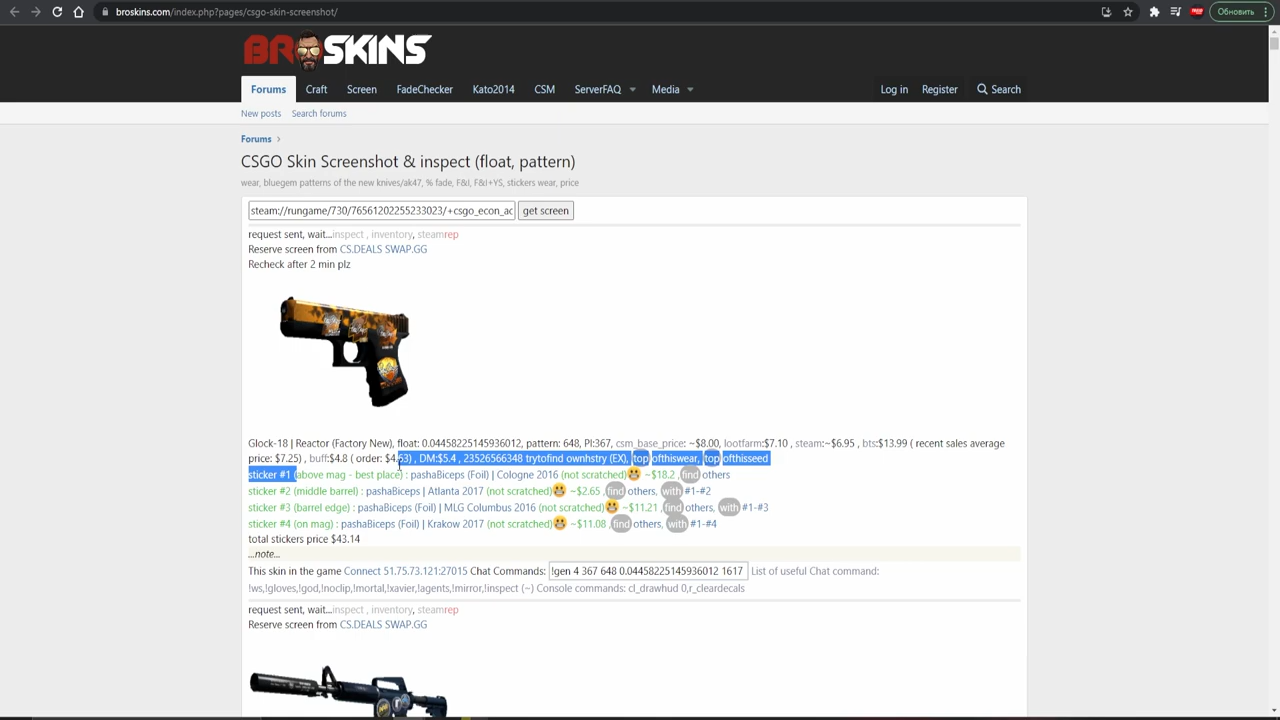 broskins.com/index.php?pages/csgo-skin-screenshot/
Обновить
BROSKINS
Forums Craft Screen FadeChecker Kato2014 CSM ServerFAQ Media Log in Register Search
New posts Search forums
Forums
CSGO Skin Screenshot & inspect (float, pattern)
wear, bluegem patterns of the new knives/ak47, % fade, F&I, F&I+YS, stickers wear, price
steam://rungame/730/76561202255233023/+csgo_econ_ac get screen
request sent, wait...inspect , inventory, steamrep
Reserve screen from CS.DEALS SWAP.GG
Recheck after 2 min plz
Glock-18 | Reactor (Factory New), float: 0.04458225145936012, pattern: 648, PI:367, csm_base_price: ~$8.00, lootfarm:$7.10 , steam:~$6.95 , bts:$13.99 ( recent sales average
price: $7.25) , buff:$4.8 ( order: $4.63) , DM:$5.4 , 23526566348 trytofind ownhstry (EX), top ofthiswear, top ofthisseed
sticker #1 (above mag - best place) : pashaBiceps (Foil) | Cologne 2016 (not scratched)😬 ~$18.2 ,find others
sticker #2 (middle barrel) : pashaBiceps | Atlanta 2017 (not scratched)😬 ~$2.65 ,find others, with #1-#2
sticker #3 (barrel edge) : pashaBiceps (Foil) | MLG Columbus 2016 (not scratched)😬 ~$11.21 ,find others, with #1-#3
sticker #4 (on mag) : pashaBiceps (Foil) | Krakow 2017 (not scratched)😬 ~$11.08 ,find others, with #1-#4
total stickers price $43.14
...note...
This skin in the game Connect 51.75.73.121:27015 Chat Commands: !gen 4 367 648 0.04458225145936012 1617 List of useful Chat command:
!ws,!gloves,!god,!noclip,!mortal,!xavier,!agents,!mirror,!inspect (~) Console commands: cl_drawhud 0,r_cleardecals
request sent, wait...inspect , inventory, steamrep
Reserve screen from CS.DEALS SWAP.GG